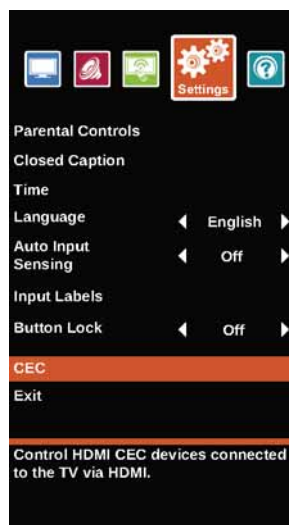 ?
Settings
Parental Controls
Closed Caption
Time
Language English
Auto Input
Sensing Off
Input Labels
Button Lock Off
CEC
Exit
Control HDMI CEC devices connected
to the TV via HDMI.